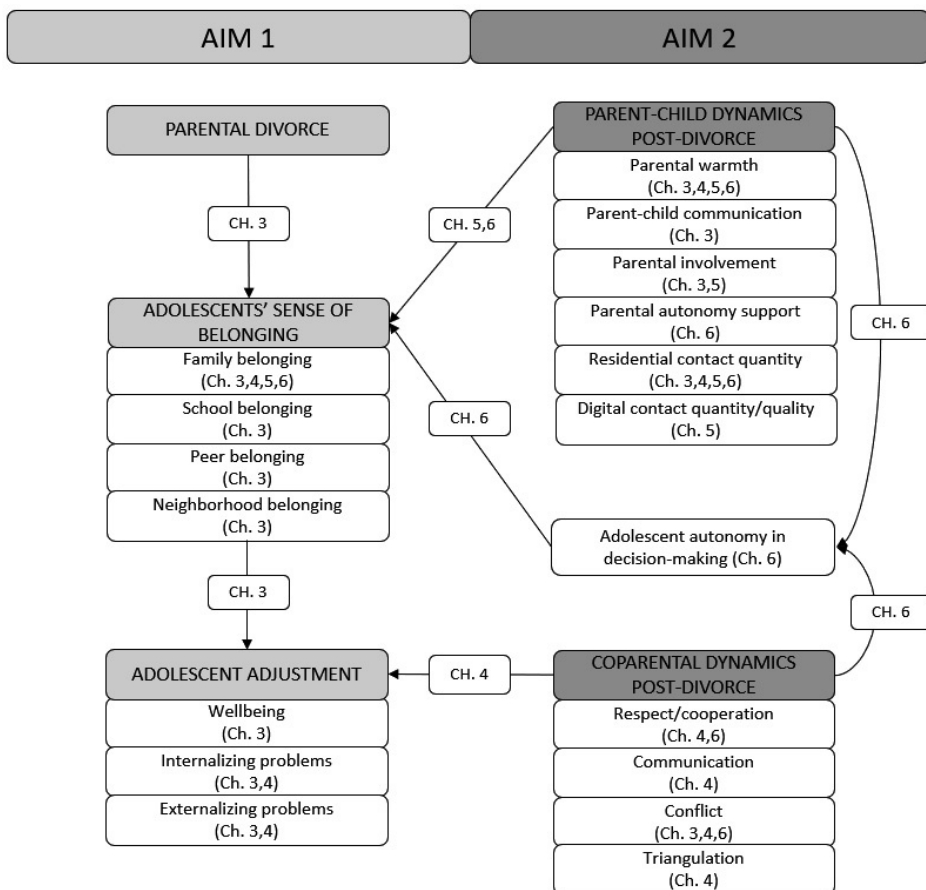 AIM 1
AIM 2
PARENTAL DIVORCE
CH. 3
ADOLESCENTS' SENSE OF
BELONGING
Family belonging
(Ch. 3,4,5,6)
School belonging
(Ch. 3)
Peer belonging
(Ch. 3)
Neighborhood belonging
(Ch. 3)
CH. 3
ADOLESCENT ADJUSTMENT
Wellbeing
(Ch. 3)
Internalizing problems
(Ch. 3,4)
Externalizing problems
(Ch. 3,4)
CH. 5,6
CH. 6
CH. 4
PARENT-CHILD DYNAMICS
POST-DIVORCE
Parental warmth
(Ch. 3,4,5,6)
Parent-child communication
(Ch. 3)
Parental involvement
(Ch. 3,5)
Parental autonomy support
(Ch. 6)
Residential contact quantity
(Ch. 3,4,5,6)
Digital contact quantity/quality
(Ch. 5)
CH. 6
Adolescent autonomy in
decision-making (Ch. 6)
CH. 6
COPARENTAL DYNAMICS
POST-DIVORCE
Respect/cooperation
(Ch. 4,6)
Communication
(Ch. 4)
Conflict
(Ch. 3,4,6)
Triangulation
(Ch. 4)